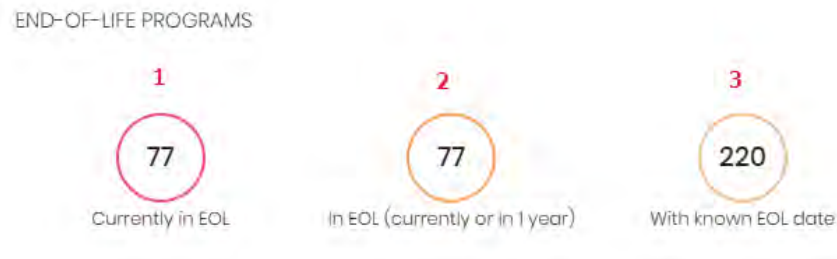 END-OF-LIFE PROGRAMS
1 2 3
77 77 220
Currently in EOL In EOL (currently or in 1 year) With known EOL date